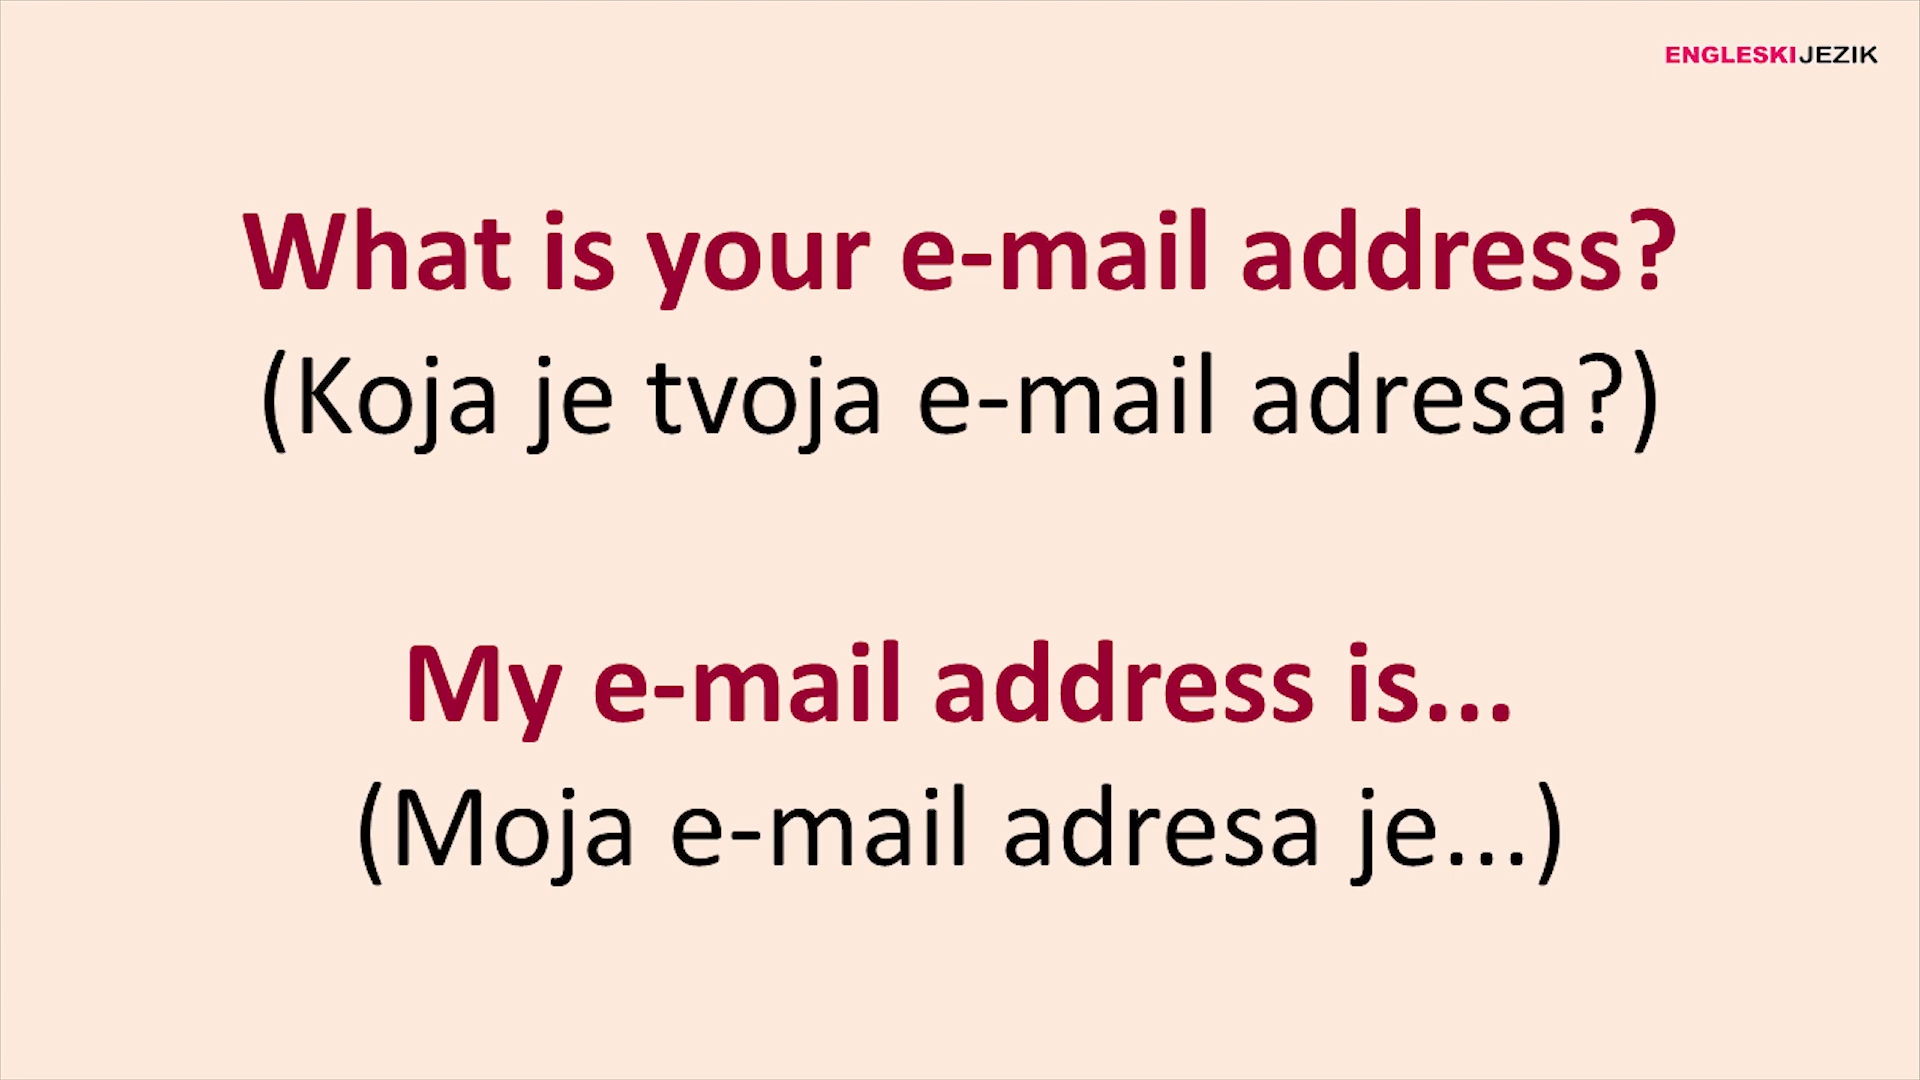 ENGLESKIJEZIK
What is your e-mail address?
(Koja je tvoja e-mail adresa?)
My e-mail address is...
(Moja e-mail adresa je...)